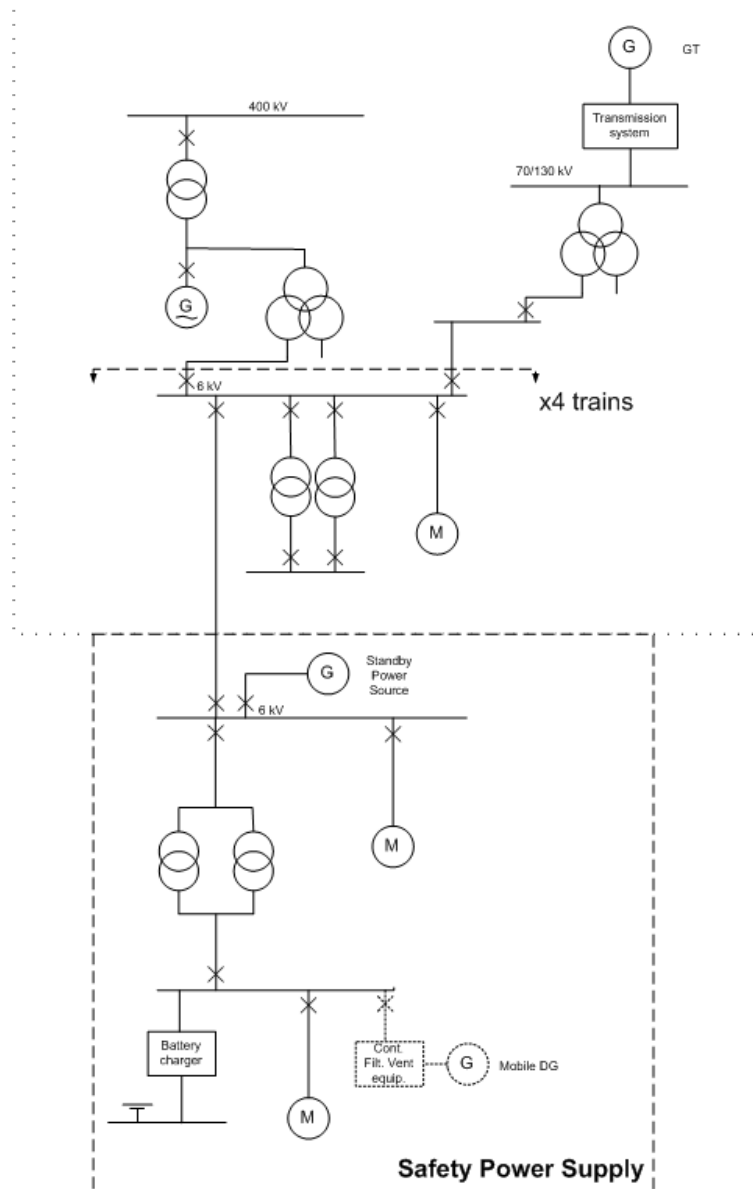 G
GT
400 kV
Transmission
system
70/130 kV
G
6 kV
x4 trains
M
G
Standby
Power
Source
6 kV
M
Battery
charger
Cont.
Filt. Vent
equip.
G
Mobile DG
M
Safety Power Supply